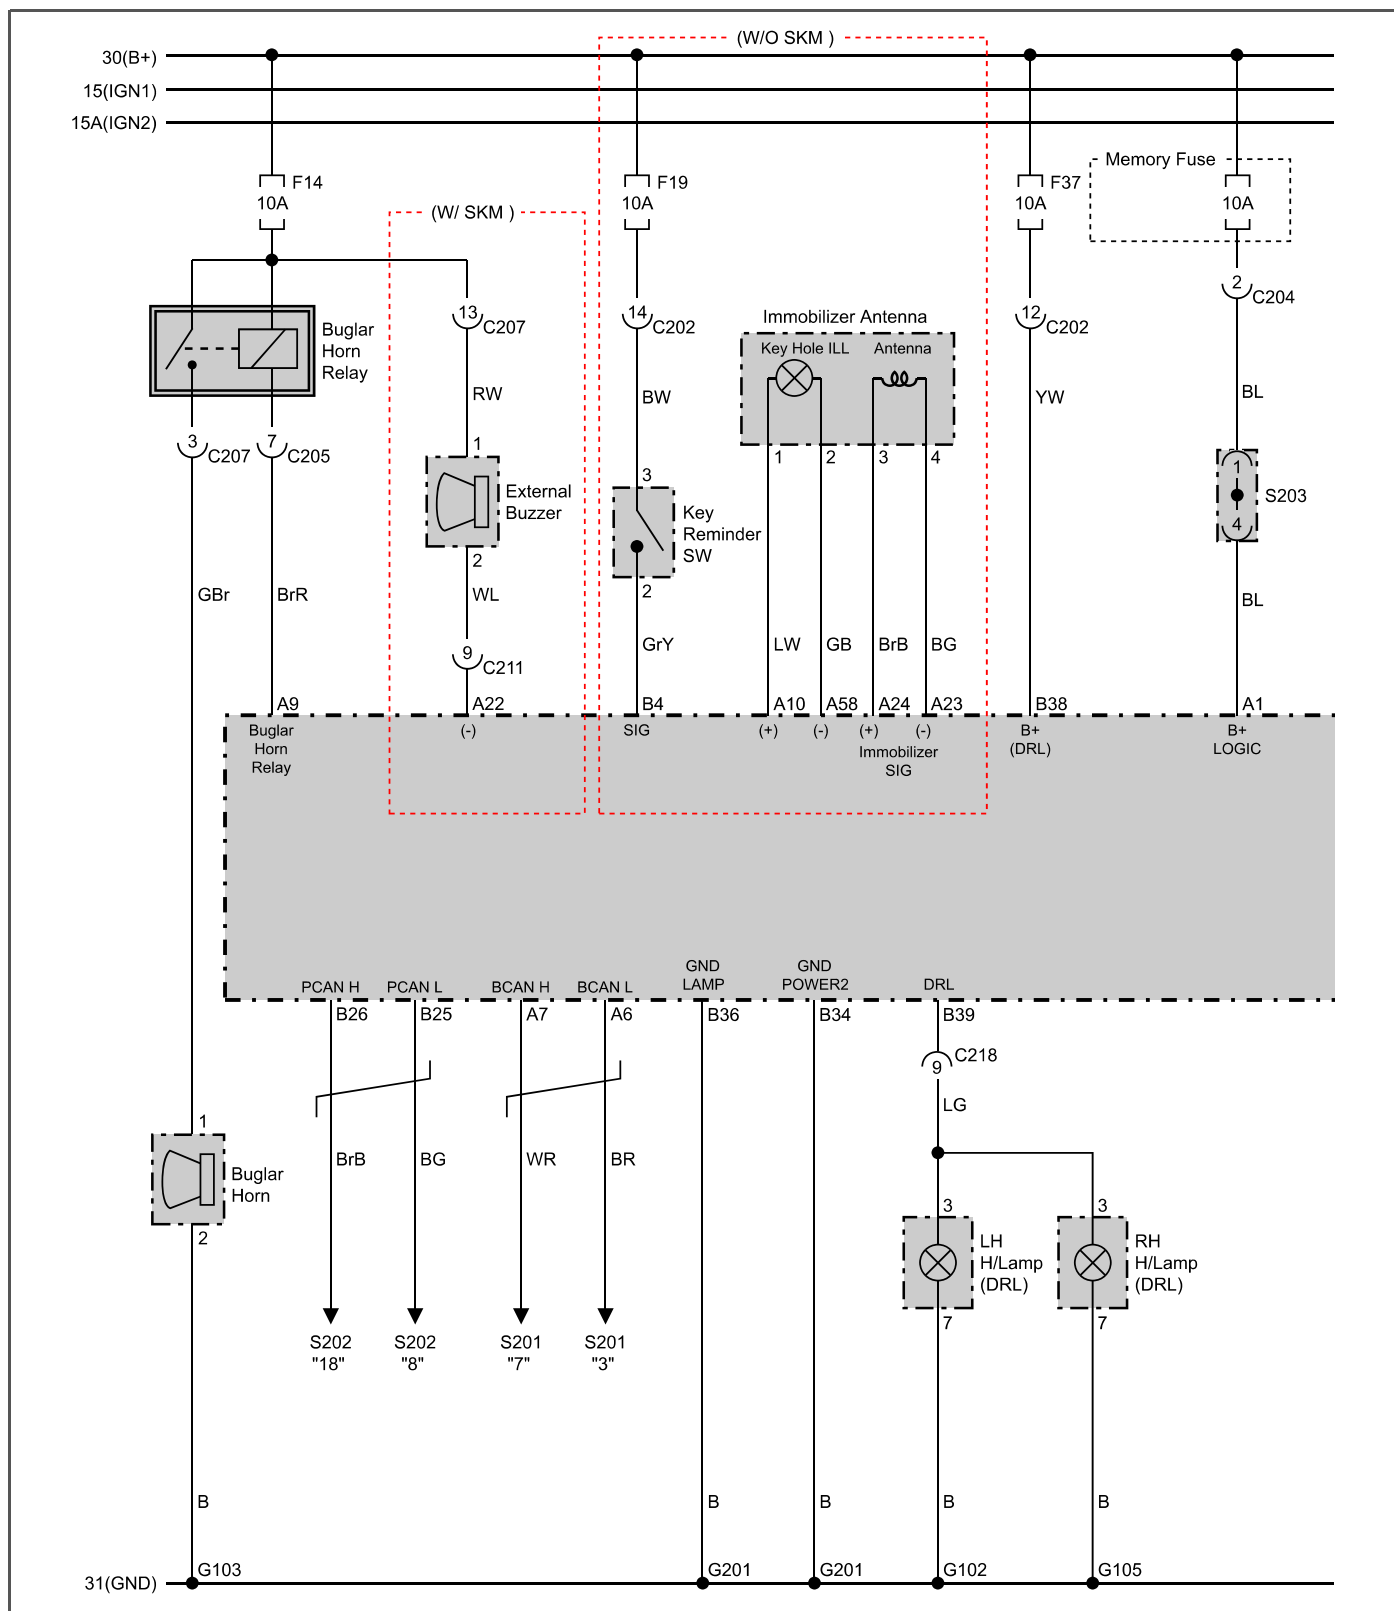 (W/O SKM )
30(B+)
15(IGN1)
15A(IGN2)
Memory Fuse
F14
10A
F19
10A
F37
10A
10A
(W/ SKM )
13
C207
14
C202
12
C202
2
C204
Buglar
Horn
Relay
Immobilizer Antenna
Key Hole ILL
Antenna
RW
BW
YW
BL
3
C207
7
C205
1
2
3
4
1
External
Buzzer
2
3
Key
Reminder
SW
2
1
4
S203
GBr
BrR
WL
BL
GrY
LW
GB
BrB
BG
9
C211
A9
A22
B4
A10
A58
A24
A23
B38
A1
Buglar
Horn
Relay
(-)
SIG
(+)
(-)
(+)
(-)
Immobilizer
SIG
B+
(DRL)
B+
LOGIC
PCAN H
PCAN L
BCAN H
BCAN L
GND
LAMP
GND
POWER2
DRL
B26
B25
A7
A6
B36
B34
B39
9
C218
LG
1
Buglar
Horn
2
BrB
BG
WR
BR
3
LH
H/Lamp
(DRL)
7
3
RH
H/Lamp
(DRL)
7
S202
"18"
S202
"8"
S201
"7"
S201
"3"
B
B
B
B
B
31(GND)
G103
G201
G201
G102
G105